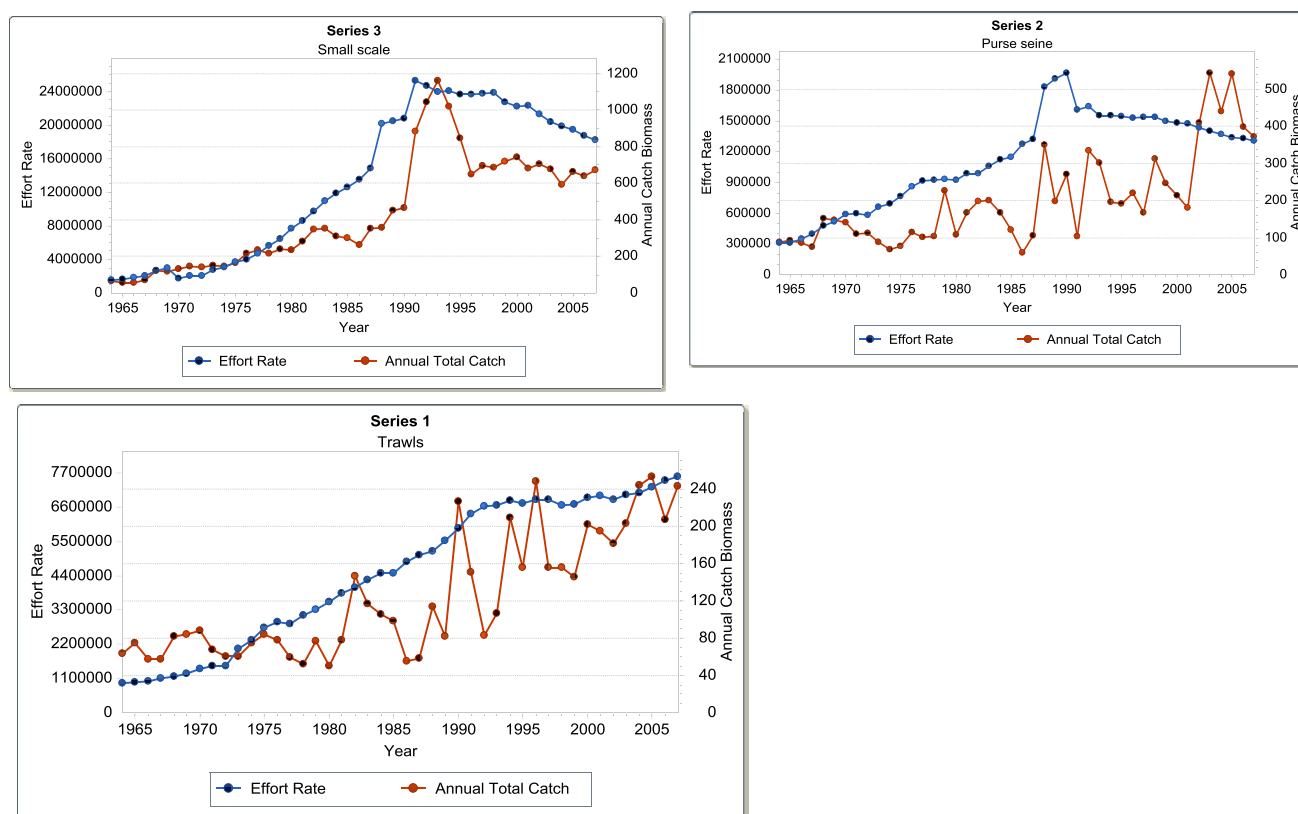 Series 3
Small scale
24000000
20000000
16000000
12000000
8000000
4000000
0
Effort Rate
1200
1000
800
600
400
200
0
Annual Catch Biomass
1965 1970 1975 1980 1985 1990 1995 2000 2005
Year
Effort Rate Annual Total Catch
Series 2
Purse seine
2100000
1800000
1500000
1200000
900000
600000
300000
0
Effort Rate
500
400
300
200
100
0
Annual Catch Biomass
1965 1970 1975 1980 1985 1990 1995 2000 2005
Year
Effort Rate Annual Total Catch
Series 1
Trawls
7700000
6600000
5500000
4400000
3300000
2200000
1100000
0
Effort Rate
240
200
160
120
80
40
0
Annual Catch Biomass
1965 1970 1975 1980 1985 1990 1995 2000 2005
Year
Effort Rate Annual Total Catch